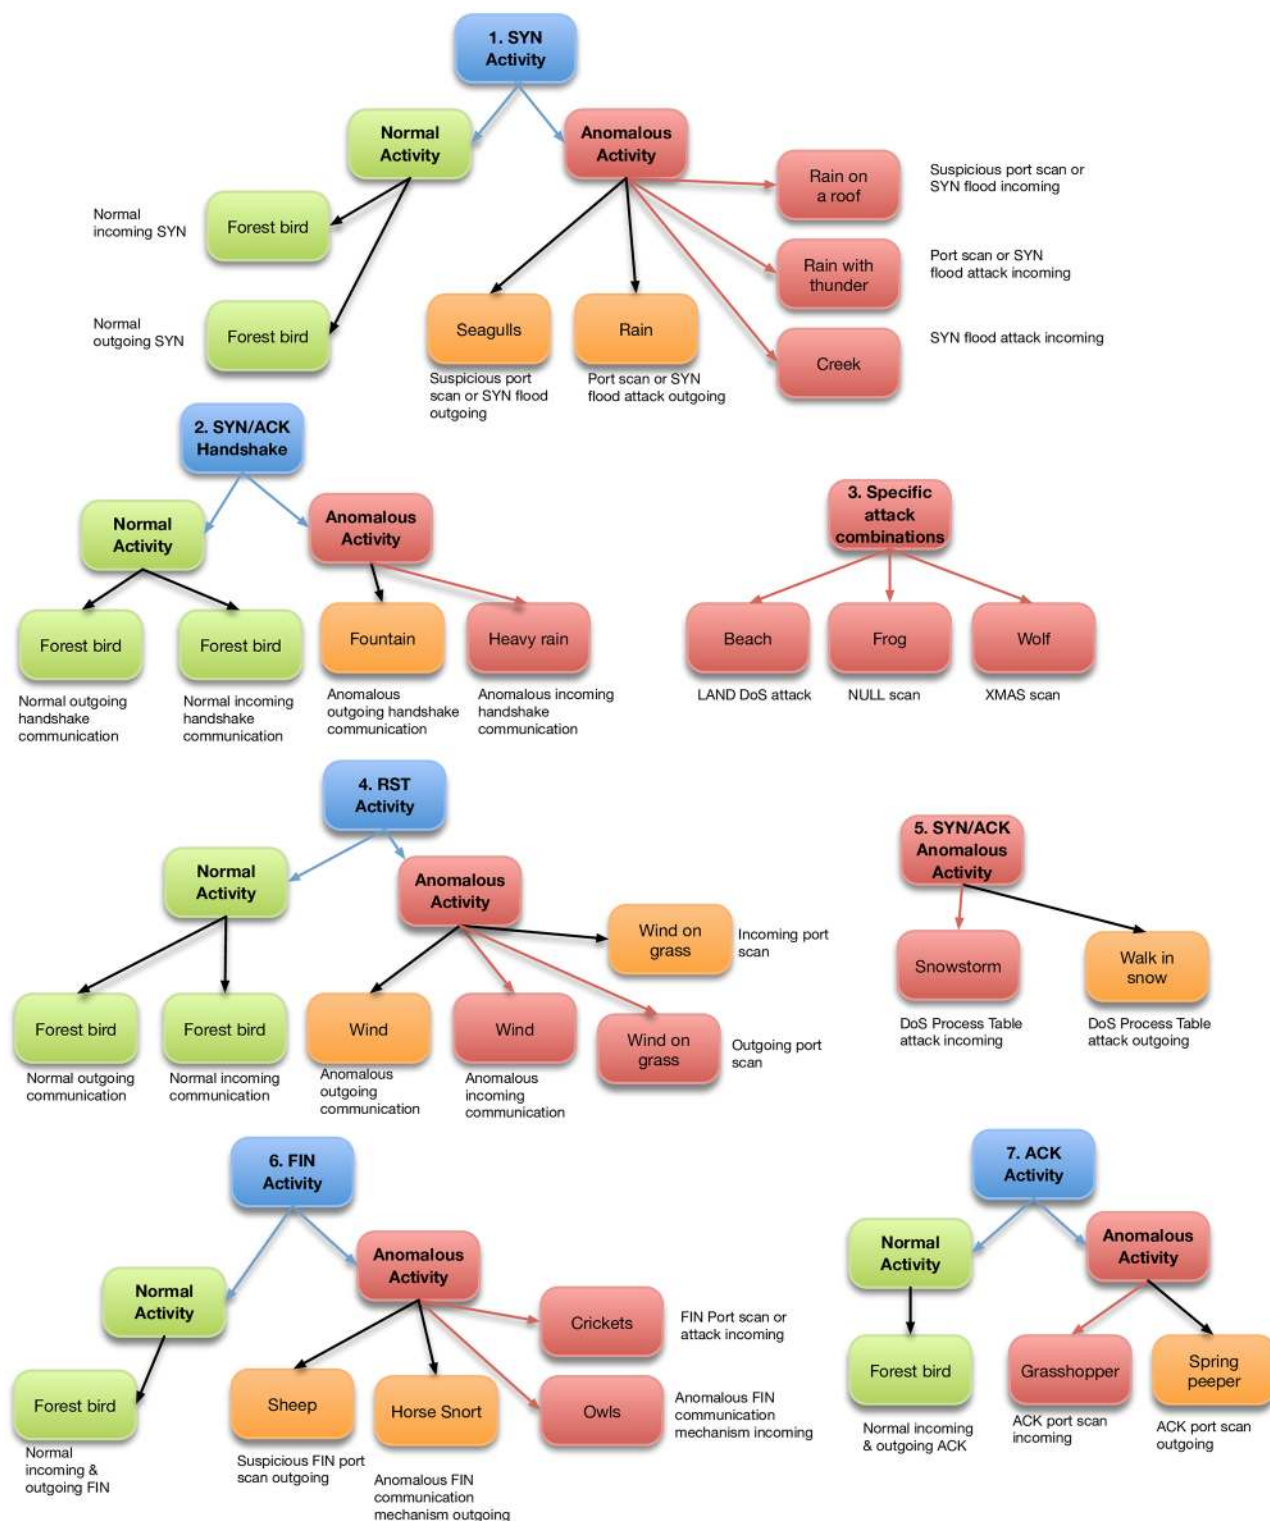 1. SYN
Activity
Normal
Activity
Anomalous
Activity
Rain on
a roof
Suspicious port scan or
SYN flood incoming
Normal
incoming SYN
Forest bird
Rain with
thunder
Port scan or SYN
flood attack incoming
Normal
outgoing SYN
Forest bird
Seagulls
Rain
Creek
SYN flood attack incoming
Suspicious port
scan or SYN flood
outgoing
Port scan or SYN
flood attack outgoing
2. SYN/ACK
Handshake
Normal
Activity
Anomalous
Activity
Forest bird
Forest bird
Fountain
Heavy rain
Normal outgoing
handshake
communication
Normal incoming
handshake
communication
Anomalous
outgoing handshake
communication
Anomalous incoming
handshake
communication
3. Specific
attack
combinations
Beach
Frog
Wolf
LAND DoS attack
NULL scan
XMAS scan
4. RST
Activity
Normal
Activity
Anomalous
Activity
Wind on
grass
Incoming port
scan
Forest bird
Forest bird
Wind
Wind
Wind on
grass
Outgoing port
scan
Normal outgoing
communication
Normal incoming
communication
Anomalous
outgoing
communication
Anomalous
incoming
communication
5. SYN/ACK
Anomalous
Activity
Snowstorm
Walk in
snow
DoS Process Table
attack incoming
DoS Process Table
attack outgoing
6. FIN
Activity
Normal
Activity
Anomalous
Activity
Crickets
FIN Port scan or
attack incoming
Forest bird
Sheep
Horse Snort
Owls
Anomalous FIN
communication
mechanism incoming
Normal
incoming &
outgoing FIN
Suspicious FIN port
scan outgoing
Anomalous FIN
communication
mechanism outgoing
7. ACK
Activity
Normal
Activity
Anomalous
Activity
Forest bird
Grasshopper
Spring
peeper
Normal incoming
& outgoing ACK
ACK port scan
incoming
ACK port scan
outgoing